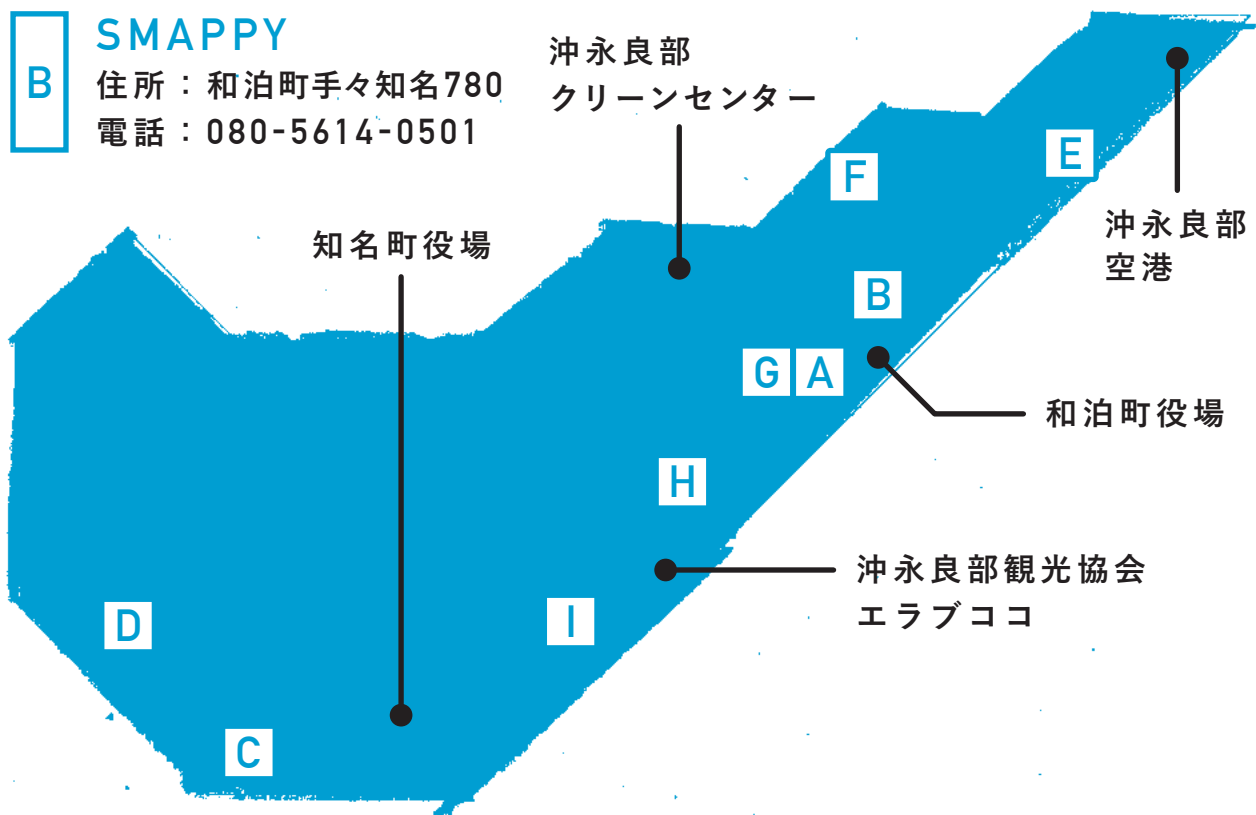 B
SMAPPY
住所：和泊町手々知名780
電話：080-5614-0501
沖永良部
クリーンセンター
F
E
沖永良部
空港
知名町役場
B
G
A
和泊町役場
H
沖永良部観光協会
エラブココ
D
I
C